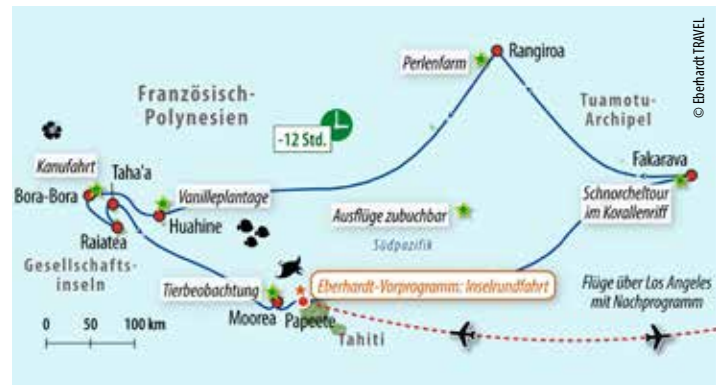 © Eberhardt TRAVEL
Perlenfarm
Rangiroa
Französisch-
Polynesien
Tuamotu-
Archipel
-12 Std.
Fakarava
Kanufahrt
Taha'a
Bora-Bora
Vanilleplantage
Schnorcheltour
im Korallenriff
Huahine
Ausflüge zubuchbar
Raiatea
Südpazifik
Gesellschafts-
inseln
Tierbeobachtung
Eberhardt-Vorprogramm: Inselrundfahrt
Flüge über Los Angeles
mit Nachprogramm
Moorea
Papeete
Tahiti
0 50 100 km